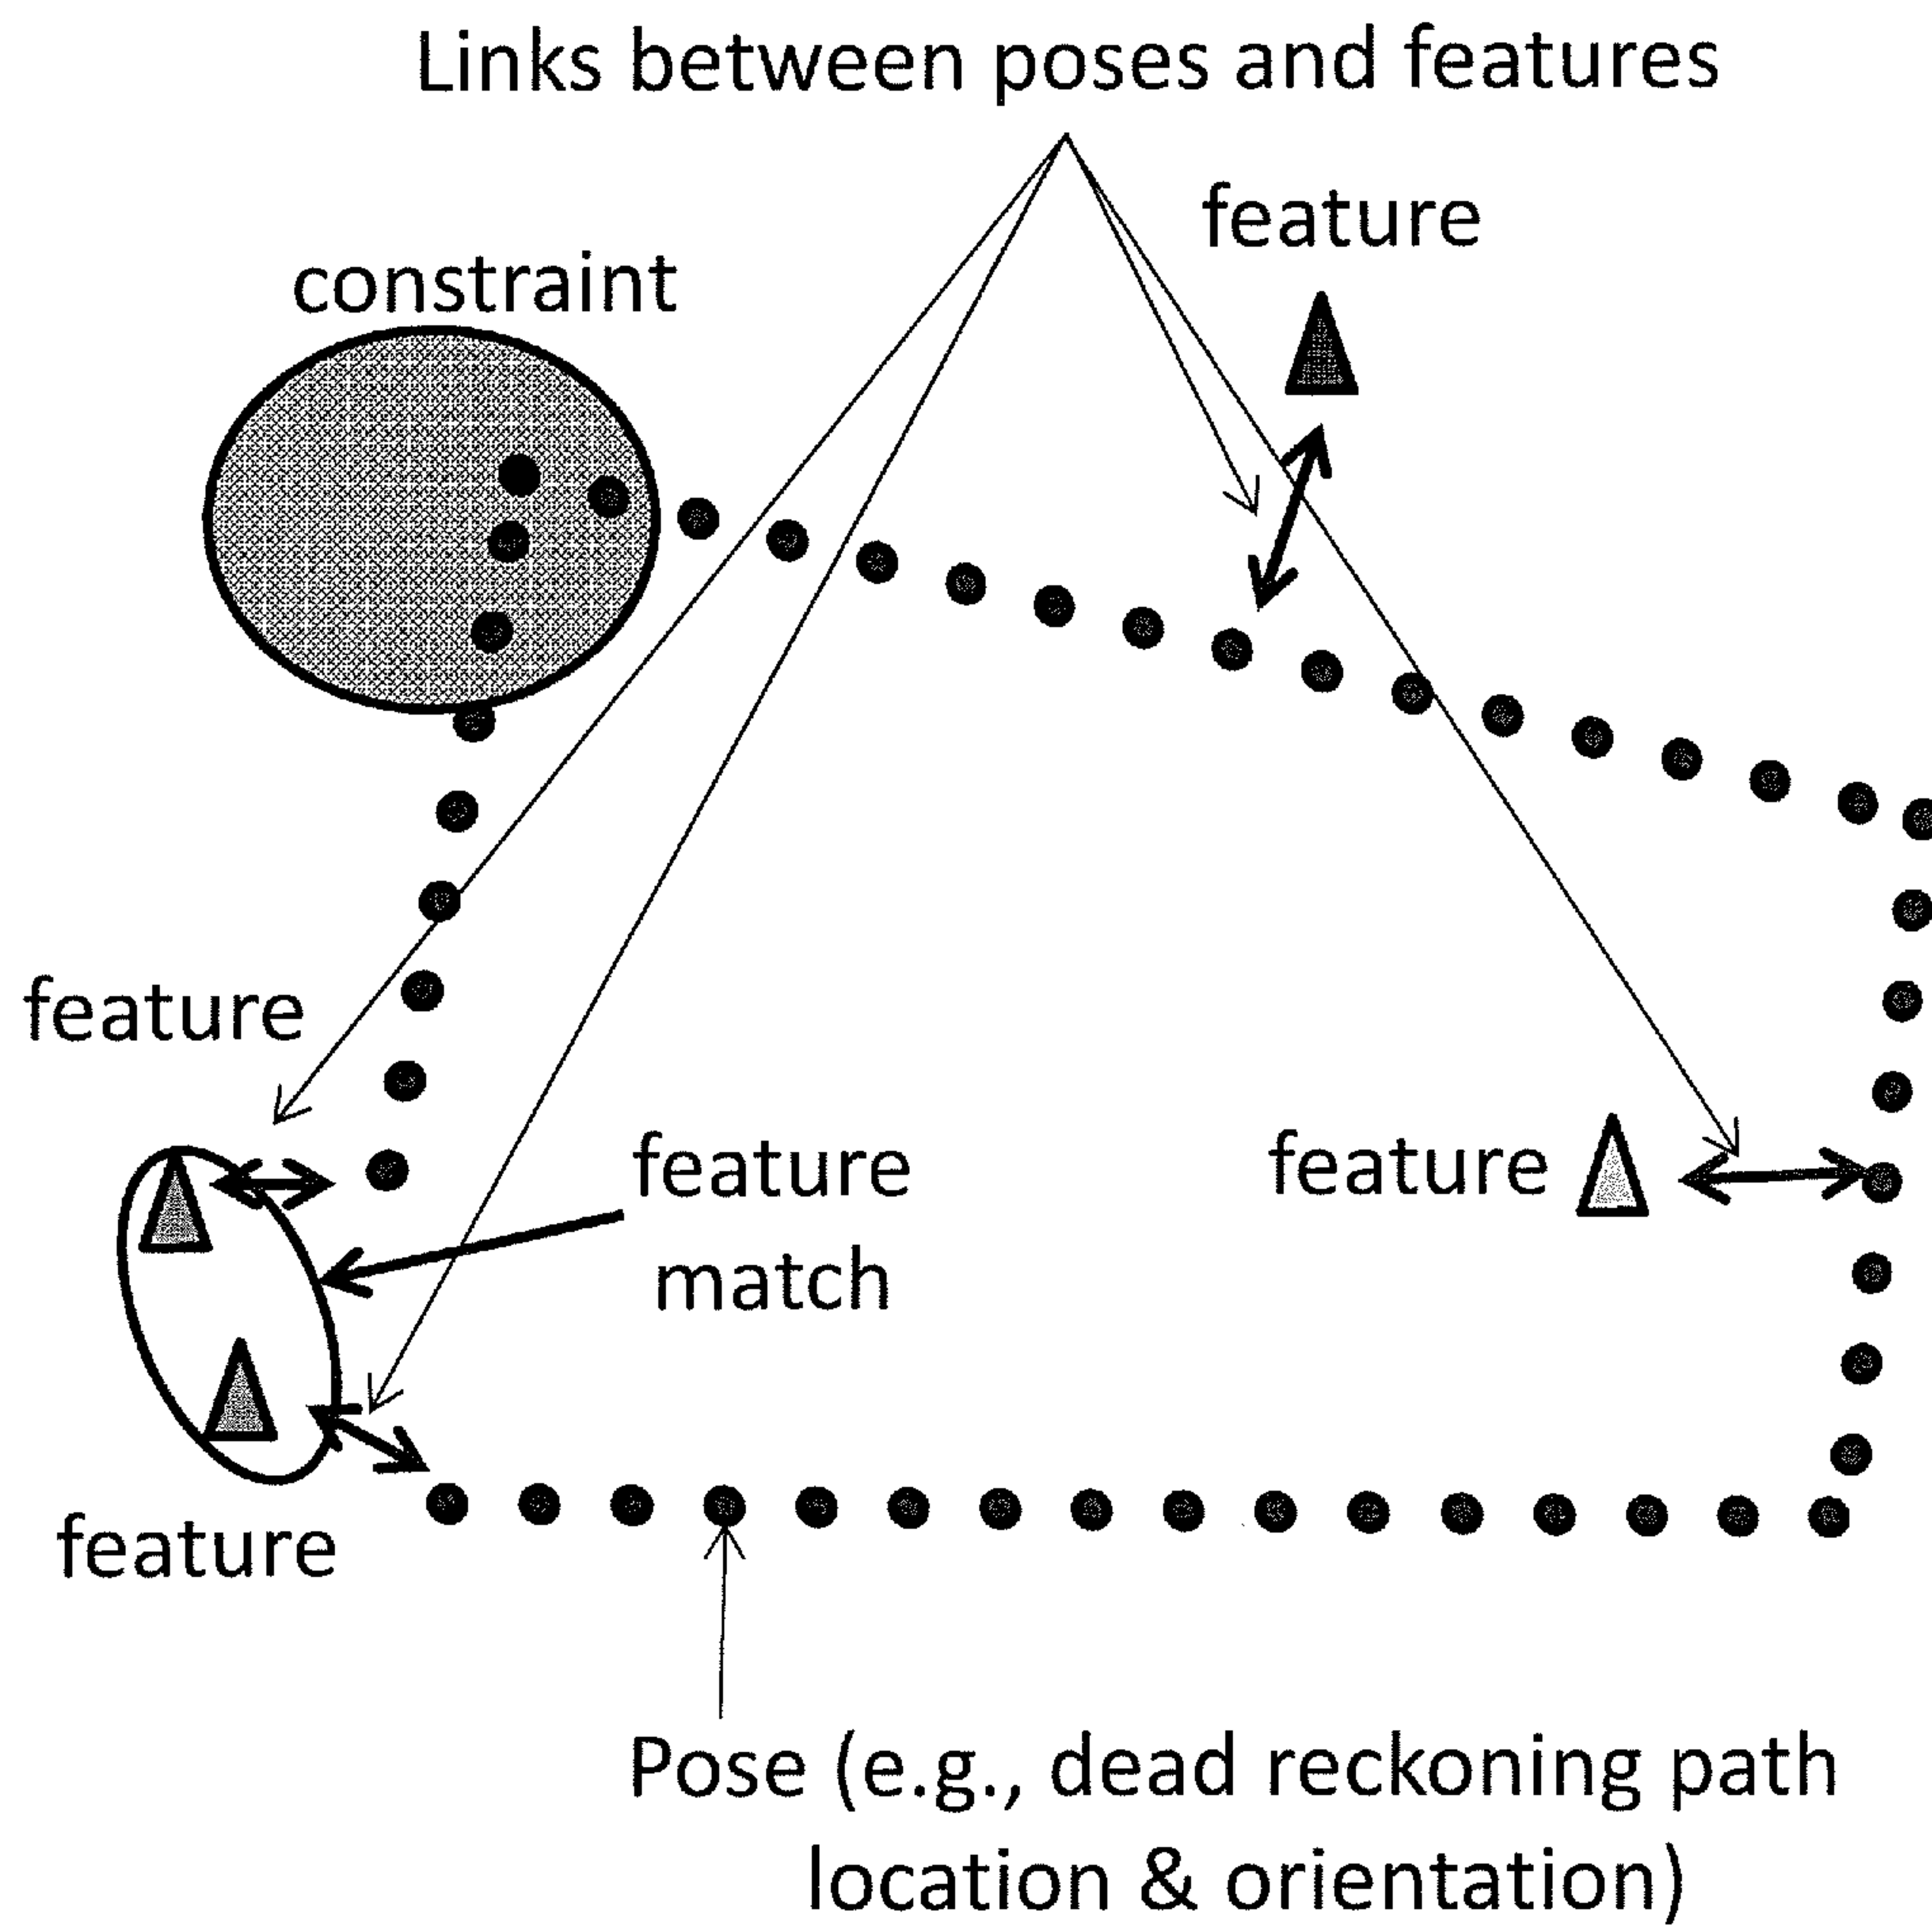 Links between poses and features
feature
constraint
feature
feature
match
feature
feature
Pose (e.g., dead reckoning path
location & orientation)